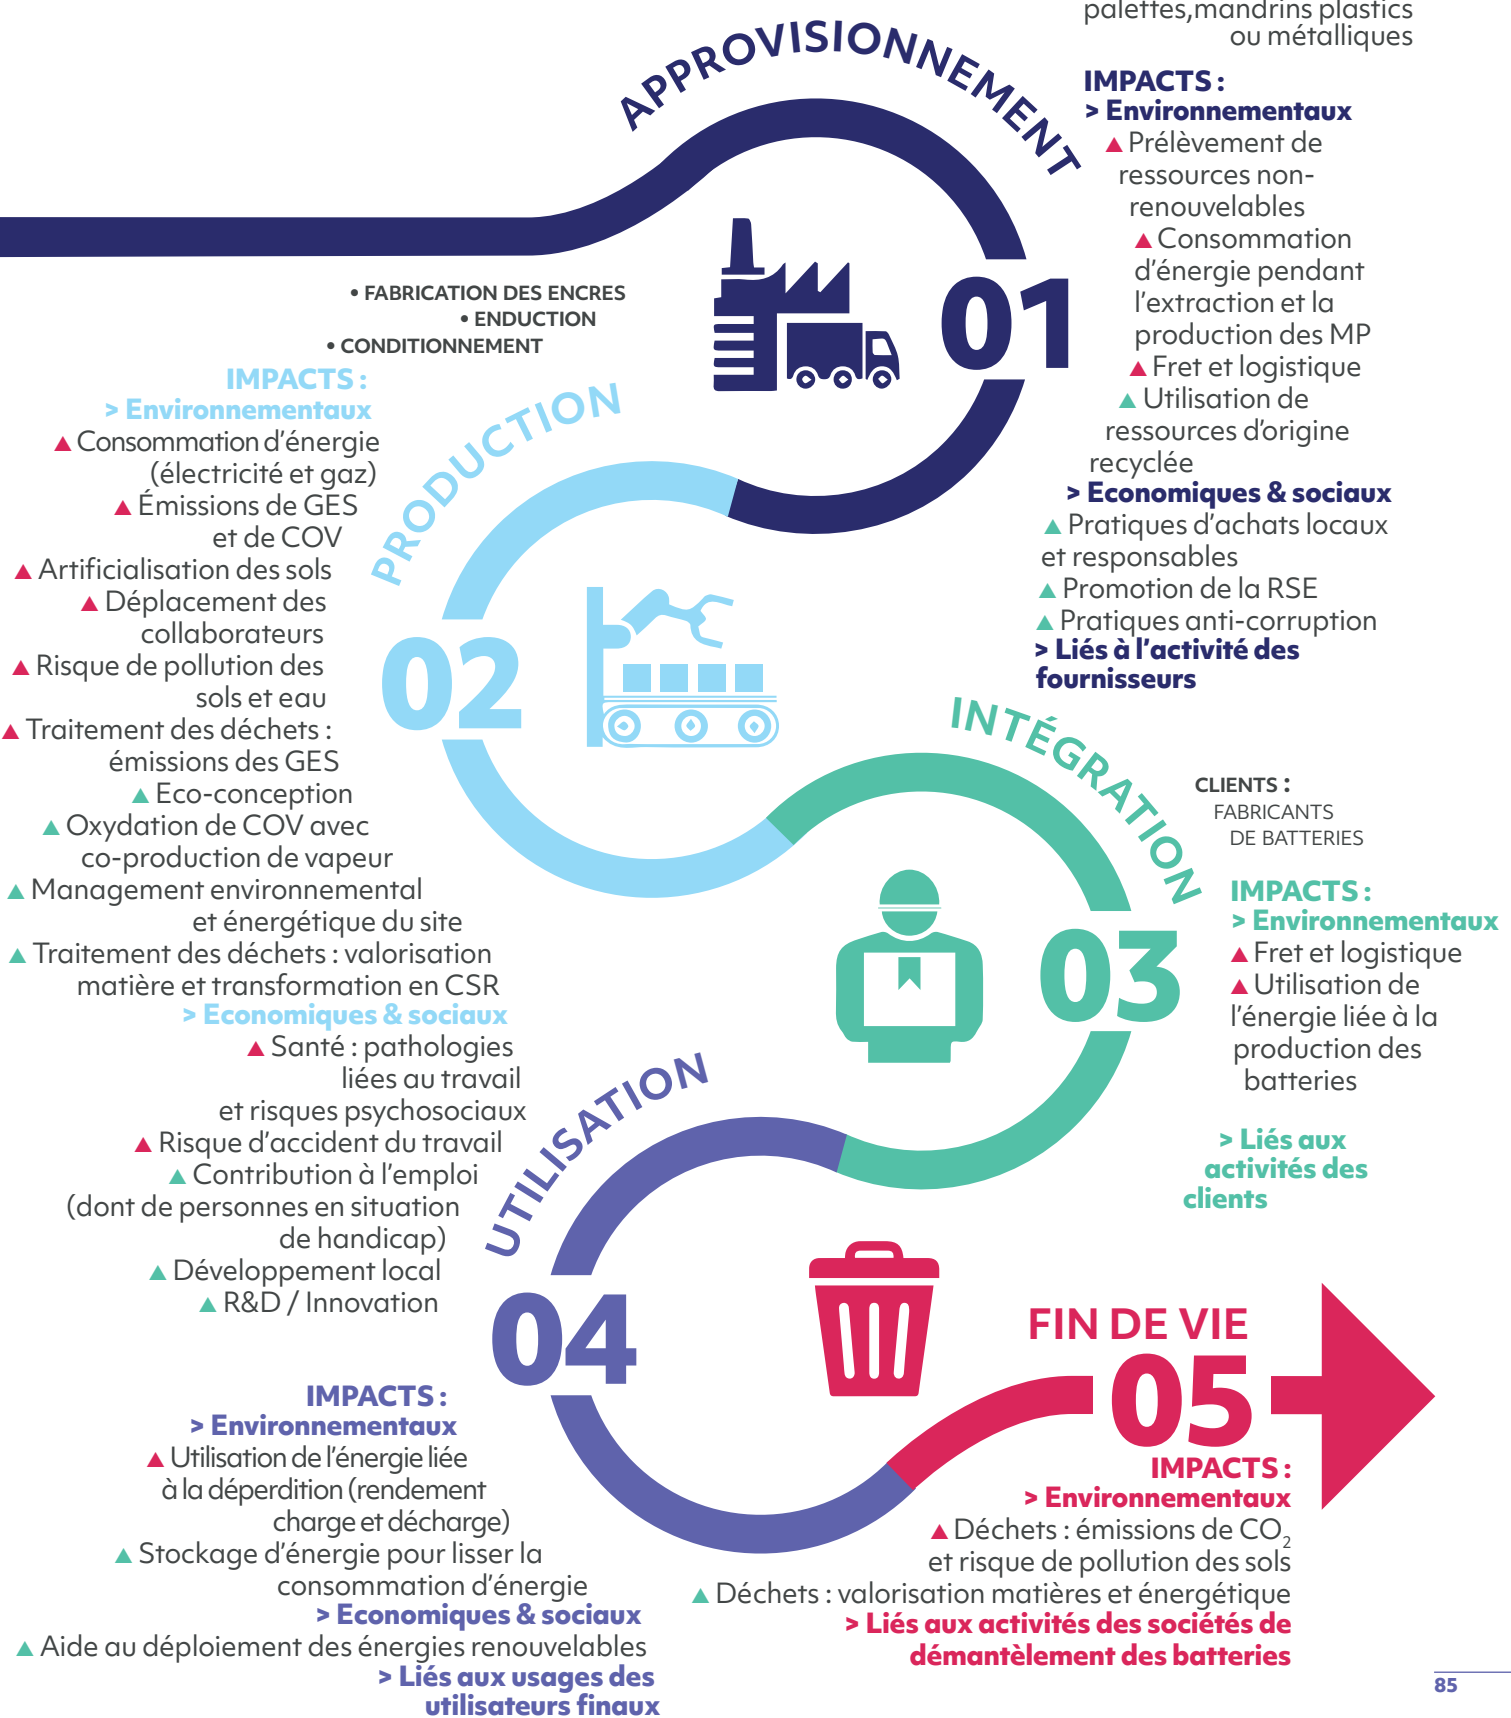 palettes,mandrins plastics
ou métalliques
APPROVISIONNEMENT
01
IMPACTS :
> Environnementaux
▲ Prélèvement de
ressources non-
renouvelables
▲ Consommation
d’énergie pendant
l’extraction et la
production des MP
▲ Fret et logistique
▲ Utilisation de
ressources d’origine
recyclée
> Economiques & sociaux
▲ Pratiques d’achats locaux
et responsables
▲ Promotion de la RSE
▲ Pratiques anti-corruption
> Liés à l’activité des
fournisseurs
• FABRICATION DES ENCRES
• ENDUCTION
• CONDITIONNEMENT
PRODUCTION
02
IMPACTS :
> Environnementaux
▲ Consommation d’énergie
(électricité et gaz)
▲ Émissions de GES
et de COV
▲ Artificialisation des sols
▲ Déplacement des
collaborateurs
▲ Risque de pollution des
sols et eau
▲ Traitement des déchets :
émissions des GES
▲ Eco-conception
▲ Oxydation de COV avec
co-production de vapeur
▲ Management environnemental
et énergétique du site
▲ Traitement des déchets : valorisation
matière et transformation en CSR
> Economiques & sociaux
▲ Santé : pathologies
liées au travail
et risques psychosociaux
▲ Risque d’accident du travail
▲ Contribution à l’emploi
(dont de personnes en situation
de handicap)
▲ Développement local
▲ R&D / Innovation
INTÉGRATION
03
CLIENTS :
FABRICANTS
DE BATTERIES
IMPACTS :
> Environnementaux
▲ Fret et logistique
▲ Utilisation de
l’énergie liée à la
production des
batteries
> Liés aux
activités des
clients
UTILISATION
04
IMPACTS :
> Environnementaux
▲ Utilisation de l’énergie liée
à la déperdition (rendement
charge et décharge)
▲ Stockage d’énergie pour lisser la
consommation d’énergie
> Economiques & sociaux
▲ Aide au déploiement des énergies renouvelables
> Liés aux usages des
utilisateurs finaux
FIN DE VIE
05
IMPACTS :
> Environnementaux
▲ Déchets : émissions de CO₂
et risque de pollution des sols
▲ Déchets : valorisation matières et énergétique
> Liés aux activités des sociétés de
démantèlement des batteries
85